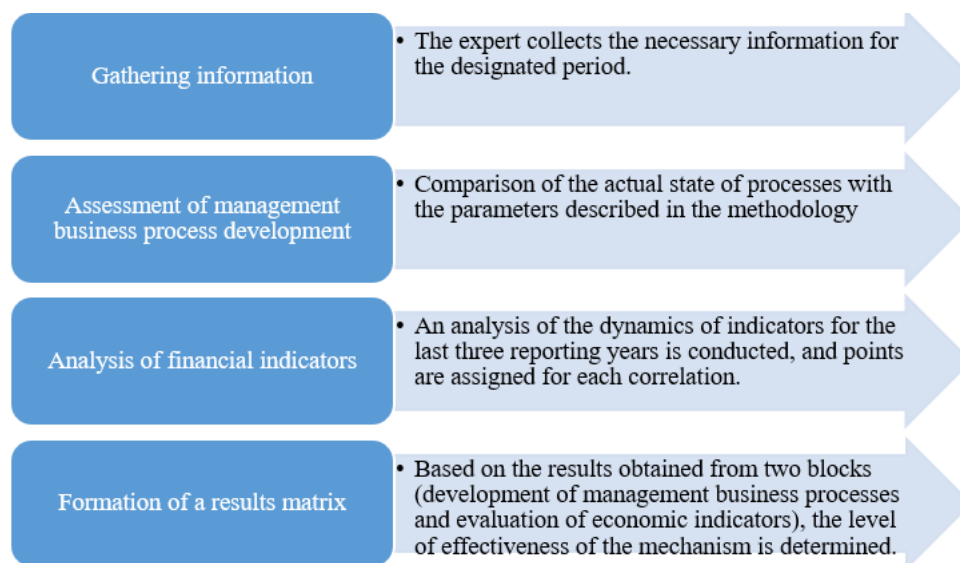 Gathering information
• The expert collects the necessary information for
the designated period.
Assessment of management
business process development
• Comparison of the actual state of processes with
the parameters described in the methodology
Analysis of financial indicators
• An analysis of the dynamics of indicators for the
last three reporting years is conducted, and points
are assigned for each correlation.
Formation of a results matrix
• Based on the results obtained from two blocks
(development of management business processes
and evaluation of economic indicators), the level
of effectiveness of the mechanism is determined.